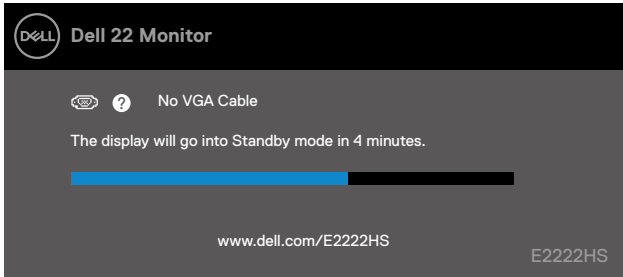 DELL Dell 22 Monitor
? No VGA Cable
The display will go into Standby mode in 4 minutes.
www.dell.com/E2222HS
E2222HS